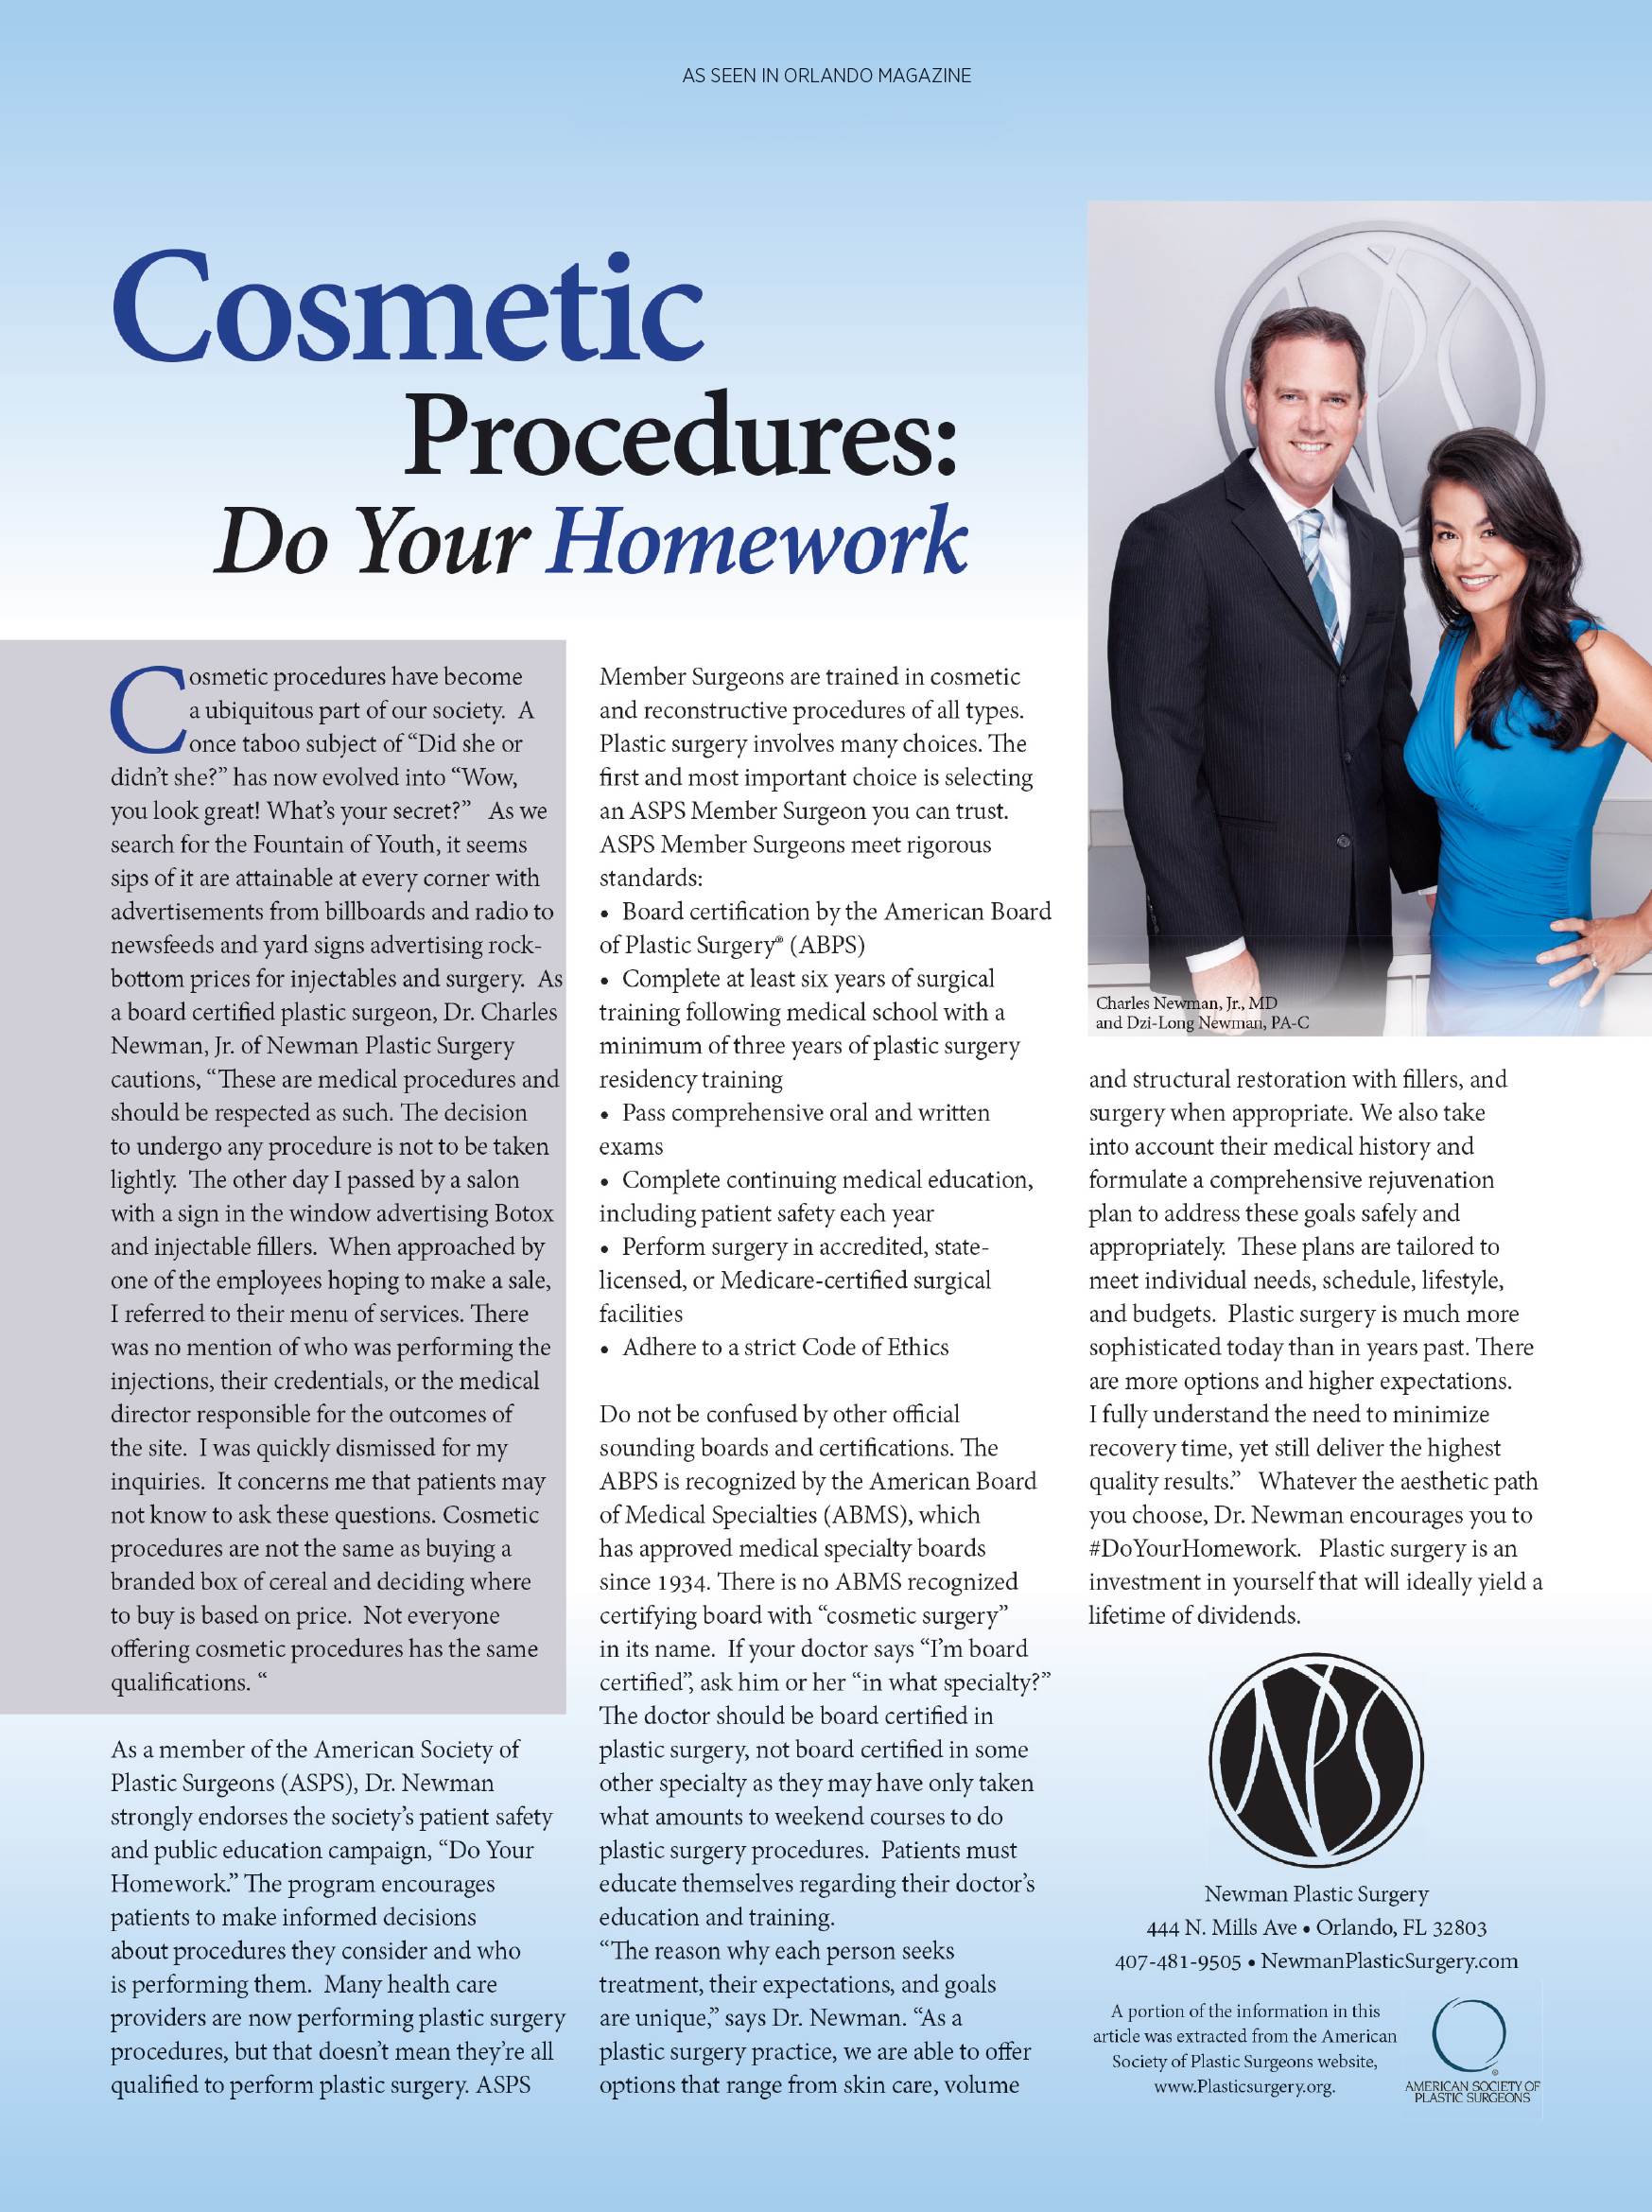 AS SEEN IN ORLANDO MAGAZINE
Cosmetic
Procedures:
Do Your Homework
Cosmetic procedures have become
a ubiquitous part of our society.  A
once taboo subject of “Did she or
didn’t she?” has now evolved into “Wow,
you look great! What’s your secret?”   As we
search for the Fountain of Youth, it seems
sips of it are attainable at every corner with
advertisements from billboards and radio to
newsfeeds and yard signs advertising rock-
bottom prices for injectables and surgery.  As
a board certified plastic surgeon, Dr. Charles
Newman, Jr. of Newman Plastic Surgery
cautions, “These are medical procedures and
should be respected as such. The decision
to undergo any procedure is not to be taken
lightly.  The other day I passed by a salon
with a sign in the window advertising Botox
and injectable fillers.  When approached by
one of the employees hoping to make a sale,
I referred to their menu of services. There
was no mention of who was performing the
injections, their credentials, or the medical
director responsible for the outcomes of
the site.  I was quickly dismissed for my
inquiries.  It concerns me that patients may
not know to ask these questions. Cosmetic
procedures are not the same as buying a
branded box of cereal and deciding where
to buy is based on price.  Not everyone
offering cosmetic procedures has the same
qualifications. “
As a member of the American Society of
Plastic Surgeons (ASPS), Dr. Newman
strongly endorses the society’s patient safety
and public education campaign, “Do Your
Homework.” The program encourages
patients to make informed decisions
about procedures they consider and who
is performing them.  Many health care
providers are now performing plastic surgery
procedures, but that doesn’t mean they’re all
qualified to perform plastic surgery. ASPS
Member Surgeons are trained in cosmetic
and reconstructive procedures of all types.
Plastic surgery involves many choices. The
first and most important choice is selecting
an ASPS Member Surgeon you can trust.
ASPS Member Surgeons meet rigorous
standards:
• Board certification by the American Board
of Plastic Surgery® (ABPS)
• Complete at least six years of surgical
training following medical school with a
minimum of three years of plastic surgery
residency training
• Pass comprehensive oral and written
exams
• Complete continuing medical education,
including patient safety each year
• Perform surgery in accredited, state-
licensed, or Medicare-certified surgical
facilities
• Adhere to a strict Code of Ethics
Do not be confused by other official
sounding boards and certifications. The
ABPS is recognized by the American Board
of Medical Specialties (ABMS), which
has approved medical specialty boards
since 1934. There is no ABMS recognized
certifying board with “cosmetic surgery”
in its name.  If your doctor says “I’m board
certified”, ask him or her “in what specialty?”
The doctor should be board certified in
plastic surgery, not board certified in some
other specialty as they may have only taken
what amounts to weekend courses to do
plastic surgery procedures.  Patients must
educate themselves regarding their doctor’s
education and training.
“The reason why each person seeks
treatment, their expectations, and goals
are unique,” says Dr. Newman. “As a
plastic surgery practice, we are able to offer
options that range from skin care, volume
Charles Newman, Jr., MD
and Dzi-Long Newman, PA-C
and structural restoration with fillers, and
surgery when appropriate. We also take
into account their medical history and
formulate a comprehensive rejuvenation
plan to address these goals safely and
appropriately.  These plans are tailored to
meet individual needs, schedule, lifestyle,
and budgets.  Plastic surgery is much more
sophisticated today than in years past. There
are more options and higher expectations.
I fully understand the need to minimize
recovery time, yet still deliver the highest
quality results.”   Whatever the aesthetic path
you choose, Dr. Newman encourages you to
#DoYourHomework.   Plastic surgery is an
investment in yourself that will ideally yield a
lifetime of dividends.
NPS
Newman Plastic Surgery
444 N. Mills Ave • Orlando, FL 32803
407-481-9505 • NewmanPlasticSurgery.com
A portion of the information in this
article was extracted from the American
Society of Plastic Surgeons website,
www.Plasticsurgery.org.
®
AMERICAN SOCIETY OF
PLASTIC SURGEONS